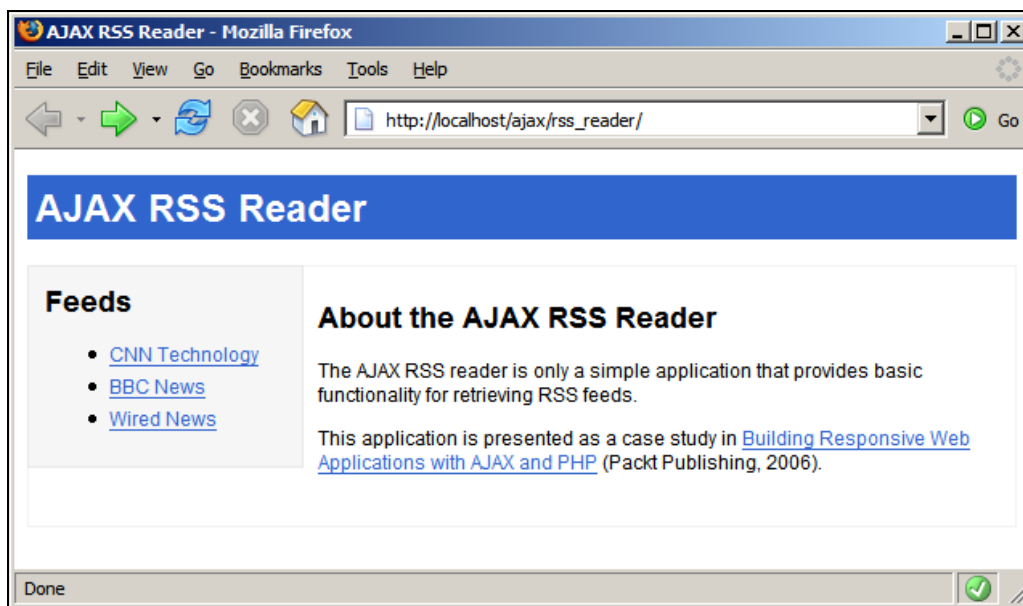 AJAX RSS Reader - Mozilla Firefox
File Edit View Go Bookmarks Tools Help
http://localhost/ajax/rss_reader/ Go
AJAX RSS Reader
Feeds
CNN Technology
BBC News
Wired News
About the AJAX RSS Reader
The AJAX RSS reader is only a simple application that provides basic
functionality for retrieving RSS feeds.
This application is presented as a case study in Building Responsive Web
Applications with AJAX and PHP (Packt Publishing, 2006).
Done